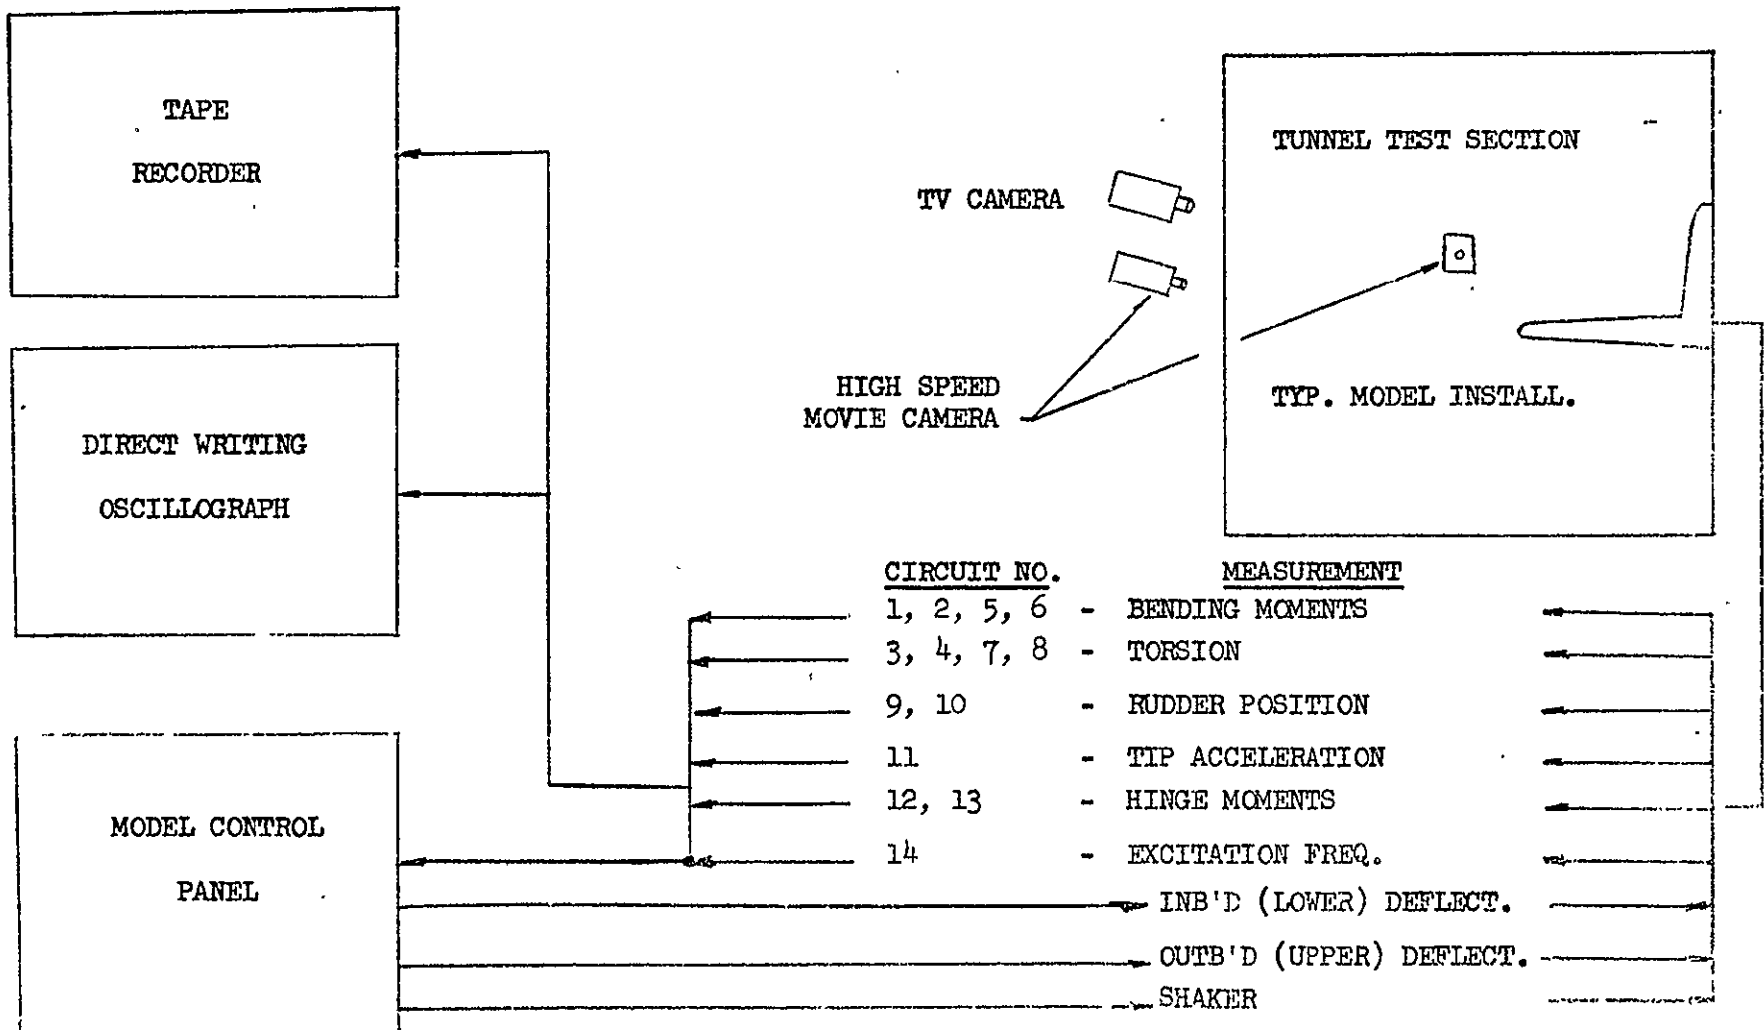 TAPE
RECORDER
TUNNEL TEST SECTION
TV CAMERA
HIGH SPEED
MOVIE CAMERA
TYP. MODEL INSTALL.
DIRECT WRITING
OSCILLOGRAPH
CIRCUIT NO. MEASUREMENT
1, 2, 5, 6 - BENDING MOMENTS
3, 4, 7, 8 - TORSION
9, 10 - RUDDER POSITION
11 - TIP ACCELERATION
12, 13 - HINGE MOMENTS
14 - EXCITATION FREQ.
MODEL CONTROL
PANEL
INB'D (LOWER) DEFLECT.
OUTB'D (UPPER) DEFLECT.
SHAKER